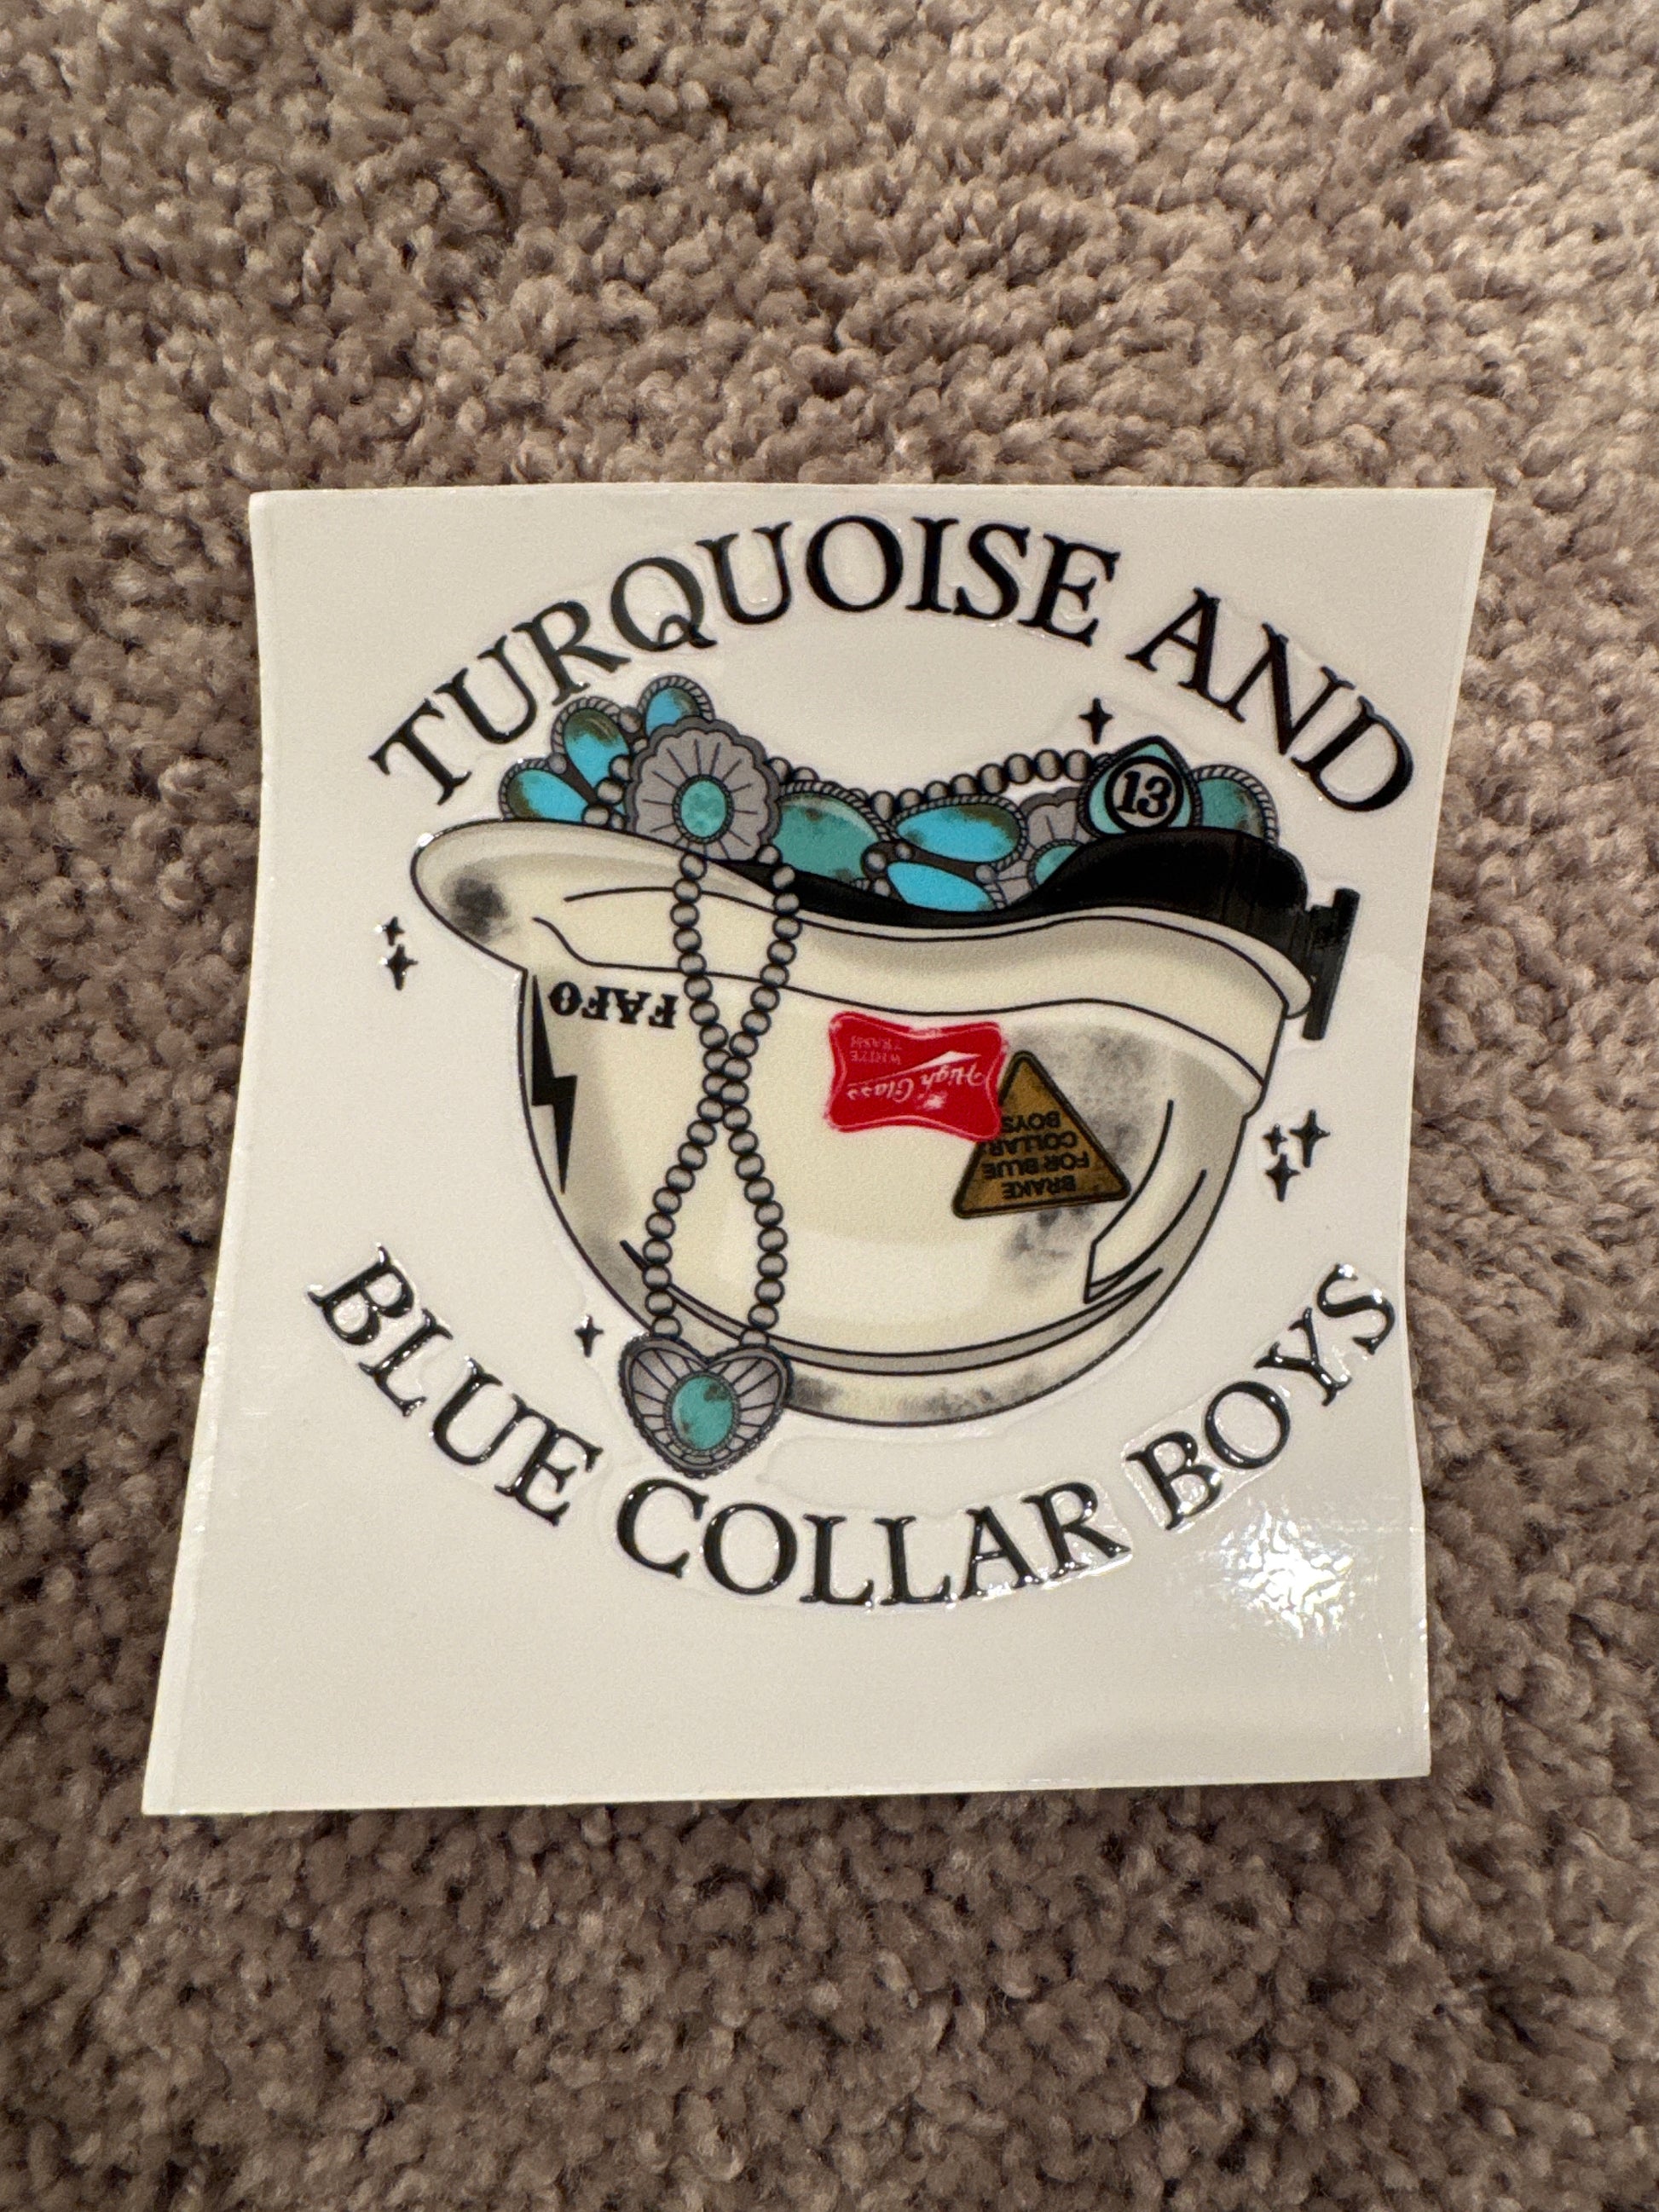 TURQUOISE AND
13
FAFO
High Class
WHITE
TRASH
BRAKE
FOR BLUE
COLLAR
BOYS
BLUE COLLAR BOYS